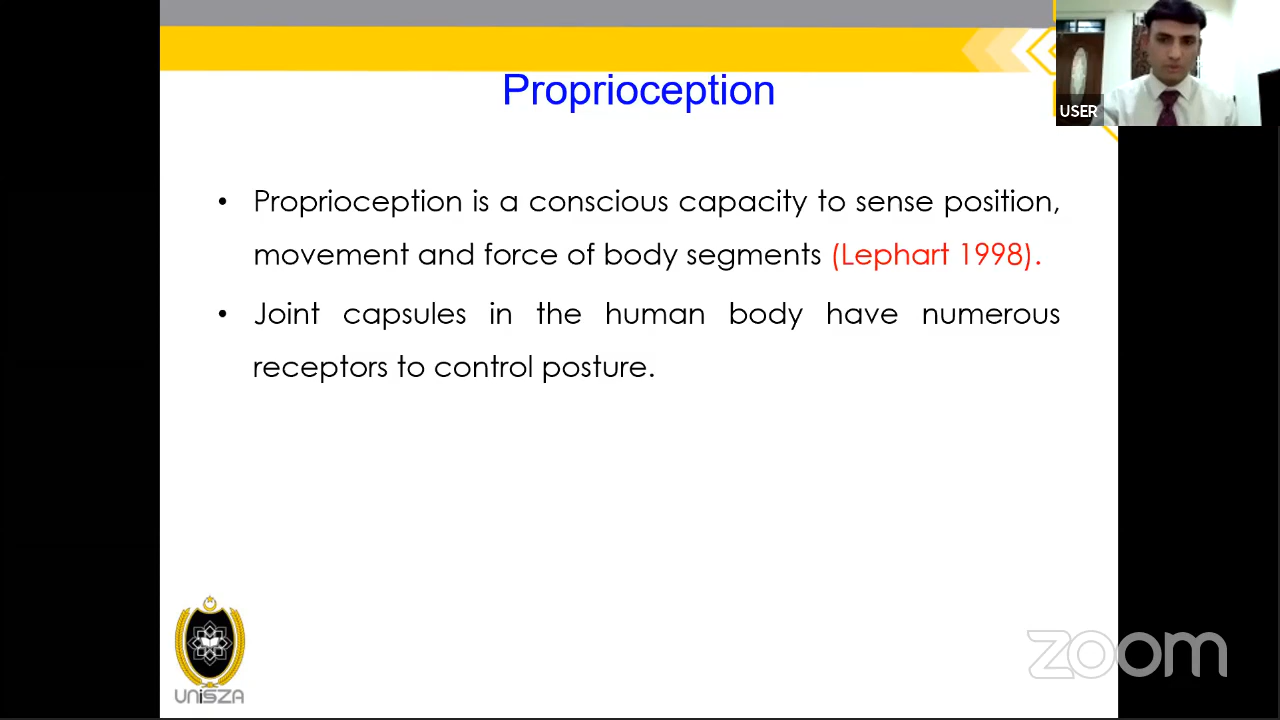 Proprioception
USER
• Proprioception is a conscious capacity to sense position,
movement and force of body segments (Lephart 1998).
• Joint capsules in the human body have numerous
receptors to control posture.
UNiSZA
zoom